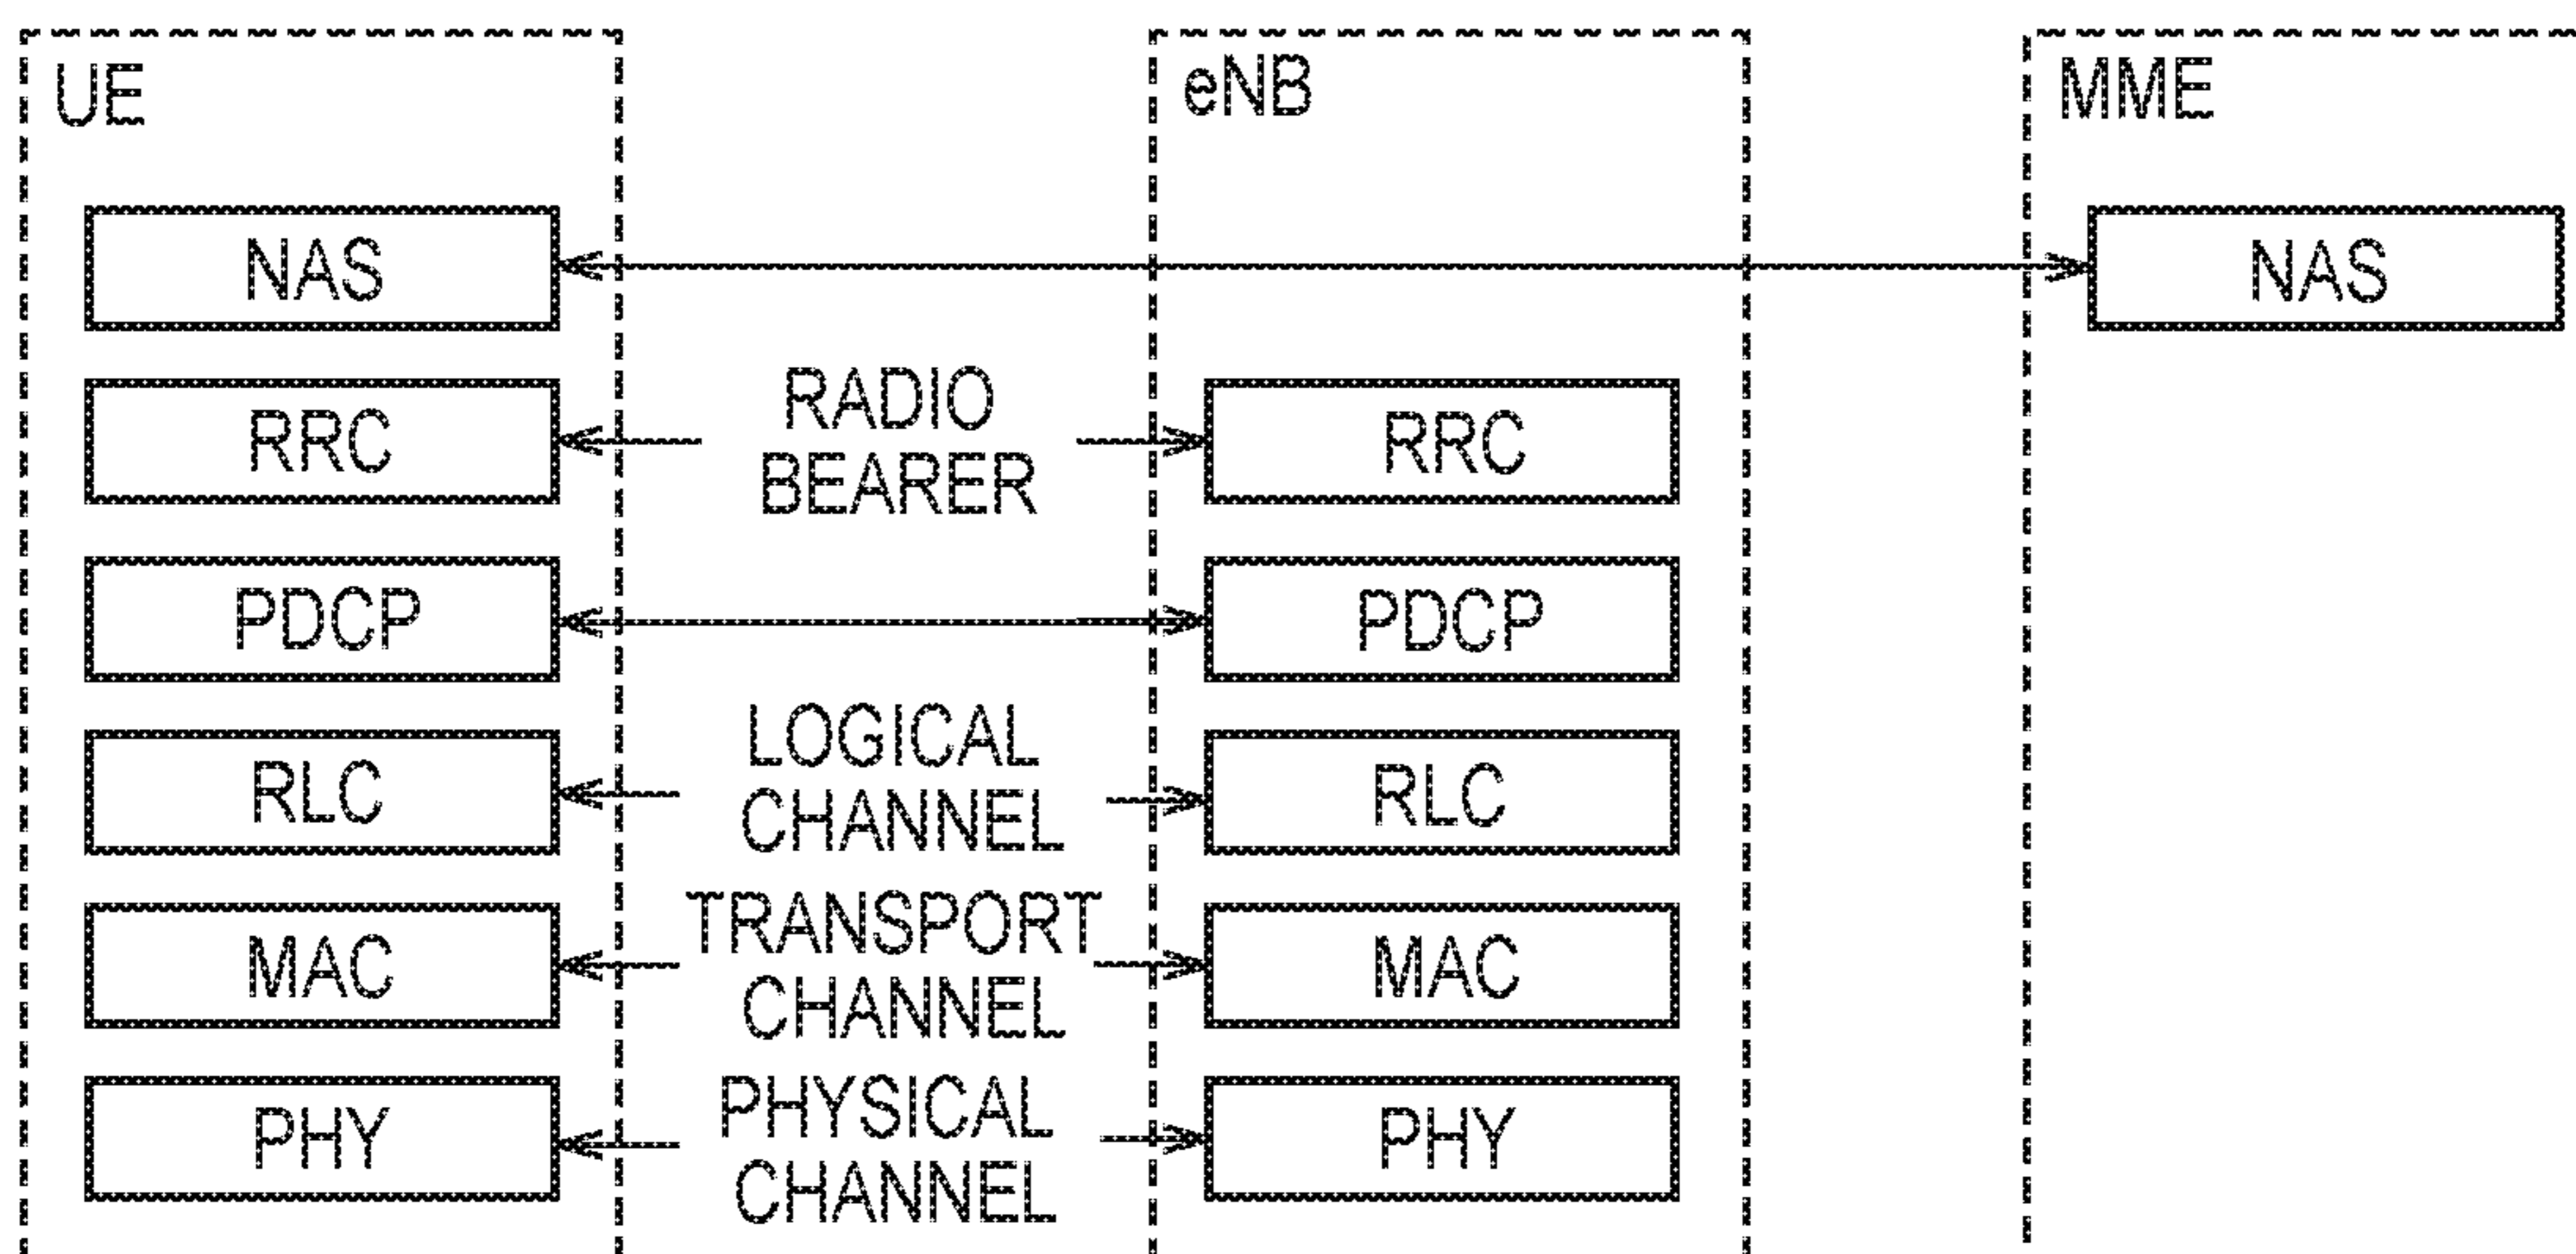 UE
eNB
MME
NAS
NAS
RADIO
BEARER
RRC
RRC
PDCP
PDCP
LOGICAL
CHANNEL
RLC
RLC
TRANSPORT
CHANNEL
MAC
MAC
PHYSICAL
CHANNEL
PHY
PHY